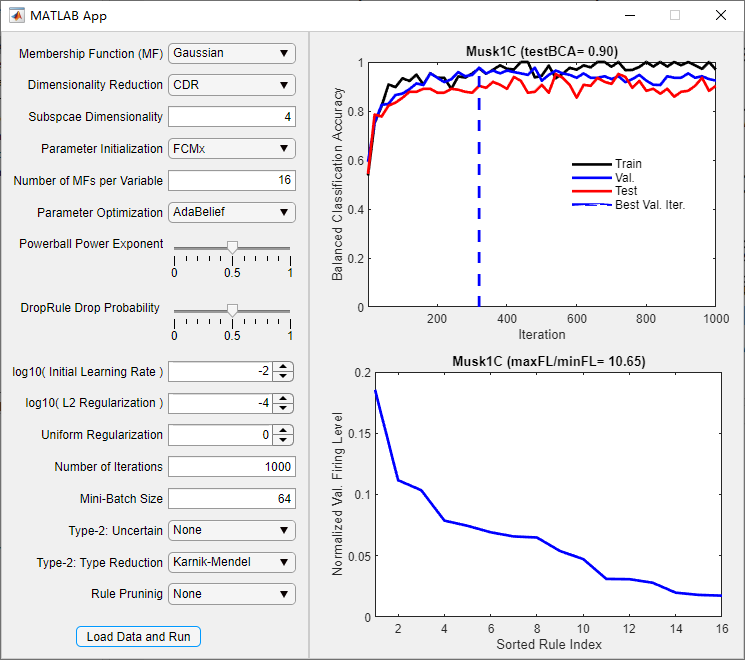 MATLAB App
Membership Function (MF) Gaussian
Dimensionality Reduction CDR
Subspcae Dimensionality 4
Parameter Initialization FCMx
Number of MFs per Variable 16
Parameter Optimization AdaBelief
Powerball Power Exponent
0 0.5 1
DropRule Drop Probability
0 0.5 1
log10( Initial Learning Rate ) -2
log10( L2 Regularization ) -4
Uniform Regularization 0
Number of Iterations 1000
Mini-Batch Size 64
Type-2: Uncertain None
Type-2: Type Reduction Karnik-Mendel
Rule Pruninig None
Load Data and Run
Musk1C (testBCA= 0.90)
Balanced Classification Accuracy
1
0.8
0.6
0.4
0.2
0
Train
Val.
Test
Best Val. Iter.
200 400 600 800 1000
Iteration
Musk1C (maxFL/minFL= 10.65)
Normalized Val. Firing Level
0.2
0.15
0.1
0.05
0
2 4 6 8 10 12 14 16
Sorted Rule Index